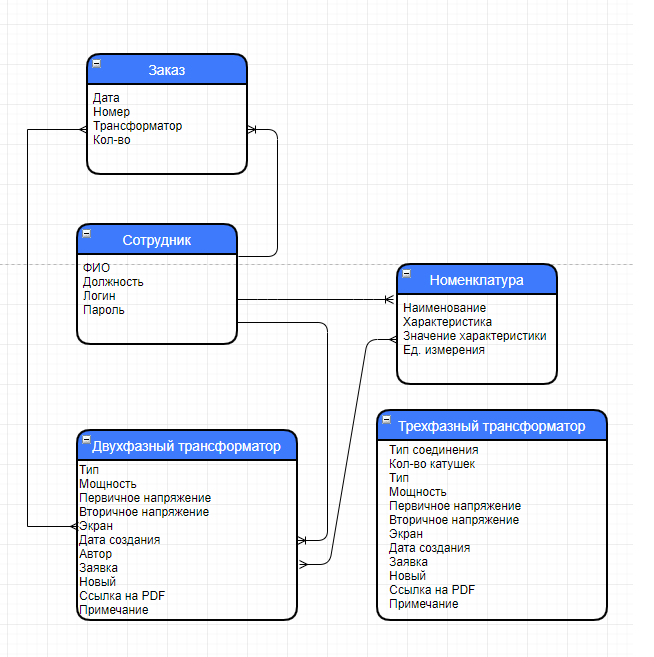 Заказ
Дата
Номер
Трансформатор
Кол-во
Сотрудник
ФИО
Должность
Логин
Пароль
Номенклатура
Наименование
Характеристика
Значение характеристики
Ед. измерения
Двухфазный трансформатор
Тип
Мощность
Первичное напряжение
Вторичное напряжение
Экран
Дата создания
Автор
Заявка
Новый
Ссылка на PDF
Примечание
Трехфазный трансформатор
Тип соединения
Кол-во катушек
Тип
Мощность
Первичное напряжение
Вторичное напряжение
Экран
Дата создания
Заявка
Новый
Ссылка на PDF
Примечание